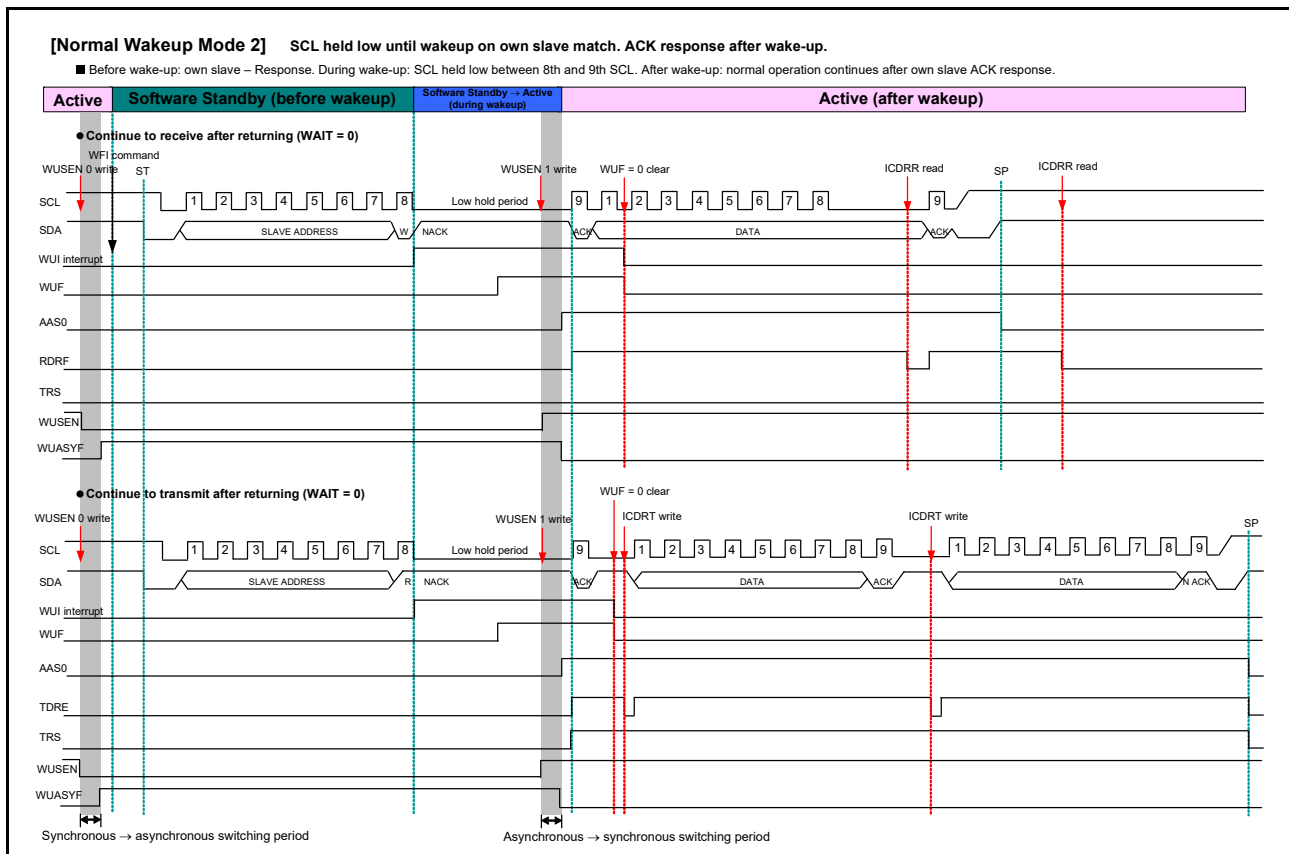 [Normal Wakeup Mode 2] SCL held low until wakeup on own slave match. ACK response after wake-up.
■ Before wake-up: own slave – Response. During wake-up: SCL held low between 8th and 9th SCL. After wake-up: normal operation continues after own slave ACK response.
Active Software Standby (before wakeup) Software Standby → Active (during wakeup) Active (after wakeup)
● Continue to receive after returning (WAIT = 0)
WFI command
WUSEN 0 write ST WUSEN 1 write WUF = 0 clear ICDRR read SP ICDRR read
SCL 1 2 3 4 5 6 7 8 Low hold period 9 1 2 3 4 5 6 7 8 9
SDA SLAVE ADDRESS W NACK ACK DATA ACK
WUI interrupt
WUF
AAS0
RDRF
TRS
WUSEN
WUASYF
● Continue to transmit after returning (WAIT = 0)
WUF = 0 clear
WUSEN 0 write WUSEN 1 write ICDRT write ICDRT write SP
SCL 1 2 3 4 5 6 7 8 Low hold period 9 1 2 3 4 5 6 7 8 9 1 2 3 4 5 6 7 8 9
SDA SLAVE ADDRESS R NACK ACK DATA ACK DATA N ACK
WUI interrupt
WUF
AAS0
TDRE
TRS
WUSEN
WUASYF
Synchronous → asynchronous switching period Asynchronous → synchronous switching period